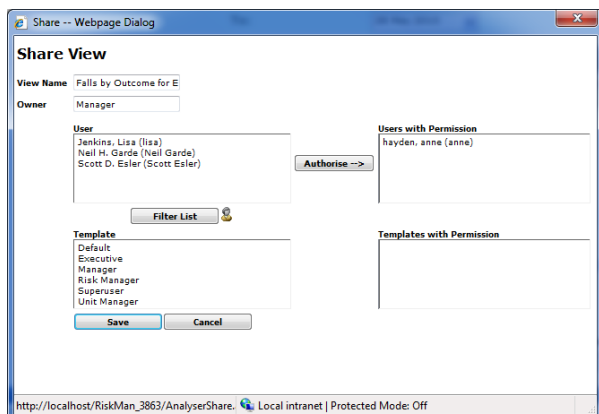 Share -- Webpage Dialog
Share View
View Name Falls by Outcome for E
Owner Manager
User
Jenkins, Lisa (lisa)
Neil H. Garde (Neil Garde)
Scott D. Esler (Scott Esler)
Authorise -->
Users with Permission
hayden, anne (anne)
Filter List
Template
Default
Executive
Manager
Risk Manager
Superuser
Unit Manager
Templates with Permission
Save Cancel
http://localhost/RiskMan_3863/AnalyserShare. Local intranet | Protected Mode: Off